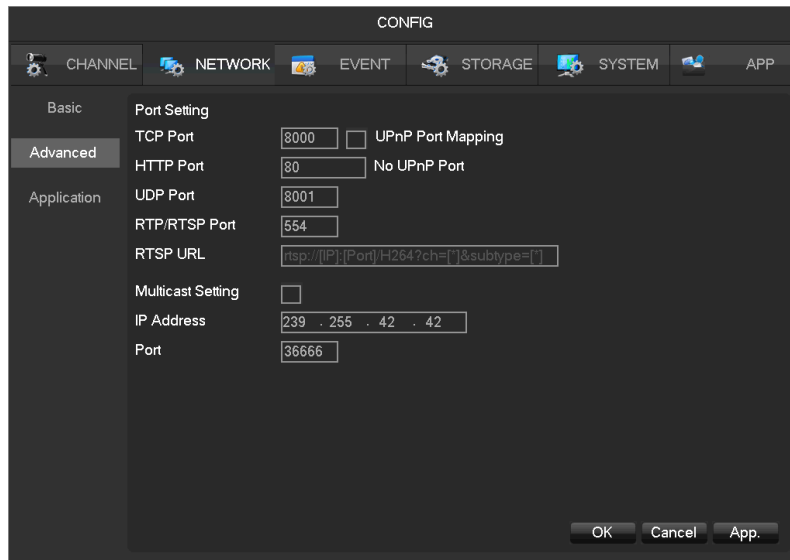 CONFIG
CHANNEL NETWORK EVENT STORAGE SYSTEM APP
Basic
Advanced
Application
Port Setting
TCP Port 8000 UPnP Port Mapping
HTTP Port 80 No UPnP Port
UDP Port 8001
RTP/RTSP Port 554
RTSP URL rtsp://[IP]:[Port]/H264?ch=[*]&subtype=[*]
Multicast Setting
IP Address 239 . 255 . 42 . 42
Port 36666
OK Cancel App.